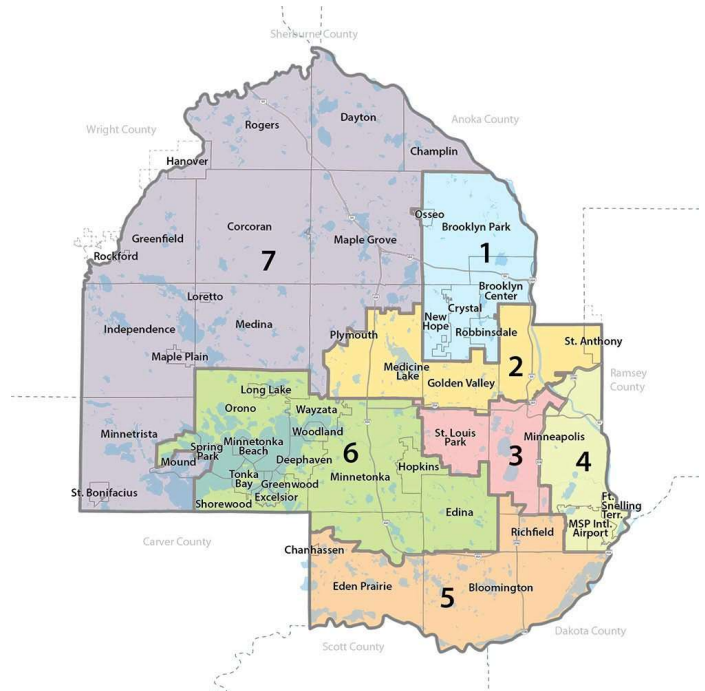 Sherburne County
Wright County
Anoka County
Rogers
Dayton
Champlin
Hanover
Osseo
Brooklyn Park
Greenfield
Corcoran
Maple Grove
1
7
Rockford
Brooklyn
Center
Loretto
Crystal
Independence
Medina
New
Hope
Robbinsdale
Plymouth
St. Anthony
Maple Plain
2
Medicine
Lake
Golden Valley
Ramsey
County
Long Lake
Orono
Wayzata
Minnetrista
Woodland
St. Louis
Park
Minneapolis
Spring
Park
Minnetonka
Beach
6
3
4
Mound
Deephaven
Hopkins
Tonka
Bay
Greenwood
Minnetonka
St. Bonifacius
Excelsior
Shorewood
Edina
Ft.
Snelling
Terr.
MSP Intl.
Airport
Richfield
Carver County
Chanhassen
Eden Prairie
5
Bloomington
Dakota County
Scott County